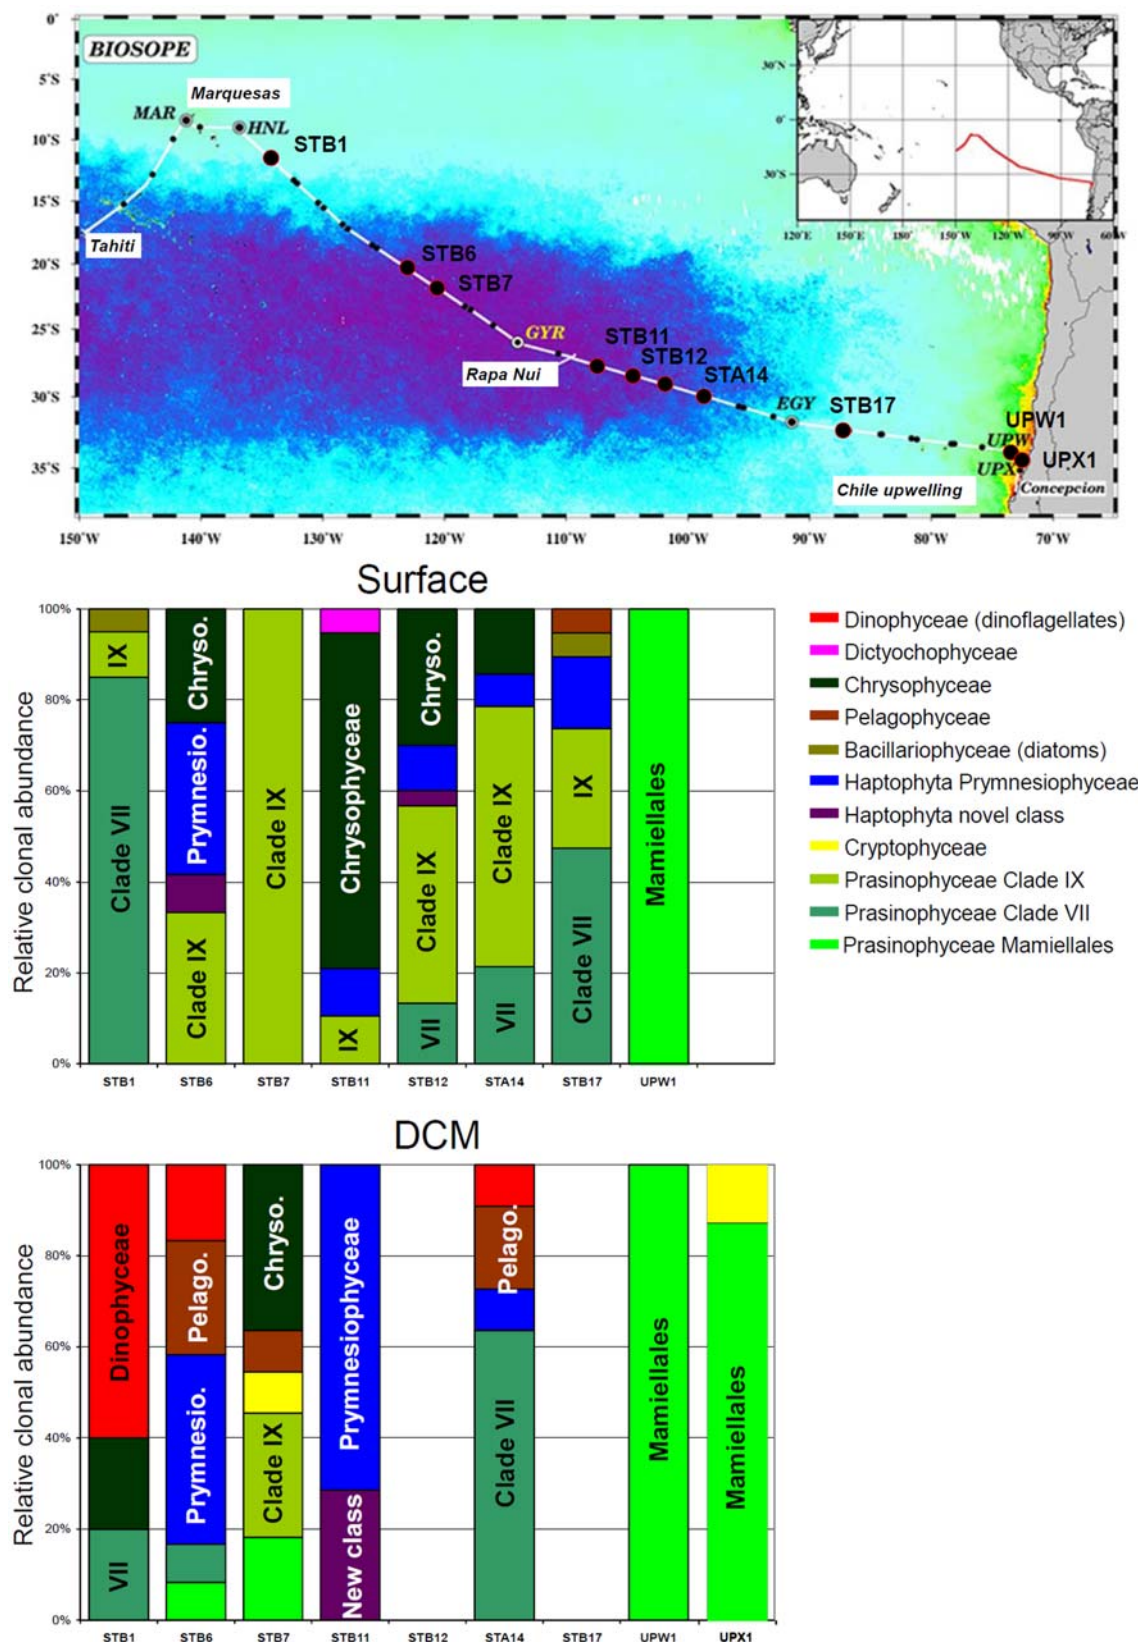 0°
BIOSOPE
5°S
10°S
15°S
20°S
25°S
30°S
35°S
Marquesas
MAR
HNL
STB1
Tahiti
STB6
STB7
GYR
Rapa Nui
STB11
STB12
STA14
EGY
STB17
UPW1
UPW
UPX
UPX1
Chile upwelling
Concepcion
30°N
0°
30°S
120°E 150°E 180°W 150°W 120°W 90°W 60°W
150°W 140°W 130°W 120°W 110°W 100°W 90°W 80°W 70°W
Surface
Relative clonal abundance
100%
80%
60%
40%
20%
0%
IX
Clade VII
Chryso.
Prymnesio.
Clade IX
Clade IX
Chrysophyceae
IX
Chryso.
Clade IX
VII
Clade IX
VII
IX
Clade VII
Mamiellales
STB1 STB6 STB7 STB11 STB12 STA14 STB17 UPW1
Dinophyceae (dinoflagellates)
Dictyochophyceae
Chrysophyceae
Pelagophyceae
Bacillariophyceae (diatoms)
Haptophyta Prymnesiophyceae
Haptophyta novel class
Cryptophyceae
Prasinophyceae Clade IX
Prasinophyceae Clade VII
Prasinophyceae Mamiellales
DCM
Relative clonal abundance
100%
80%
60%
40%
20%
0%
Dinophyceae
VII
Pelago.
Prymnesio.
Chryso.
Clade IX
Prymnesiophyceae
New class
Pelago.
Clade VII
Mamiellales
Mamiellales
STB1 STB6 STB7 STB11 STB12 STA14 STB17 UPW1 UPX1